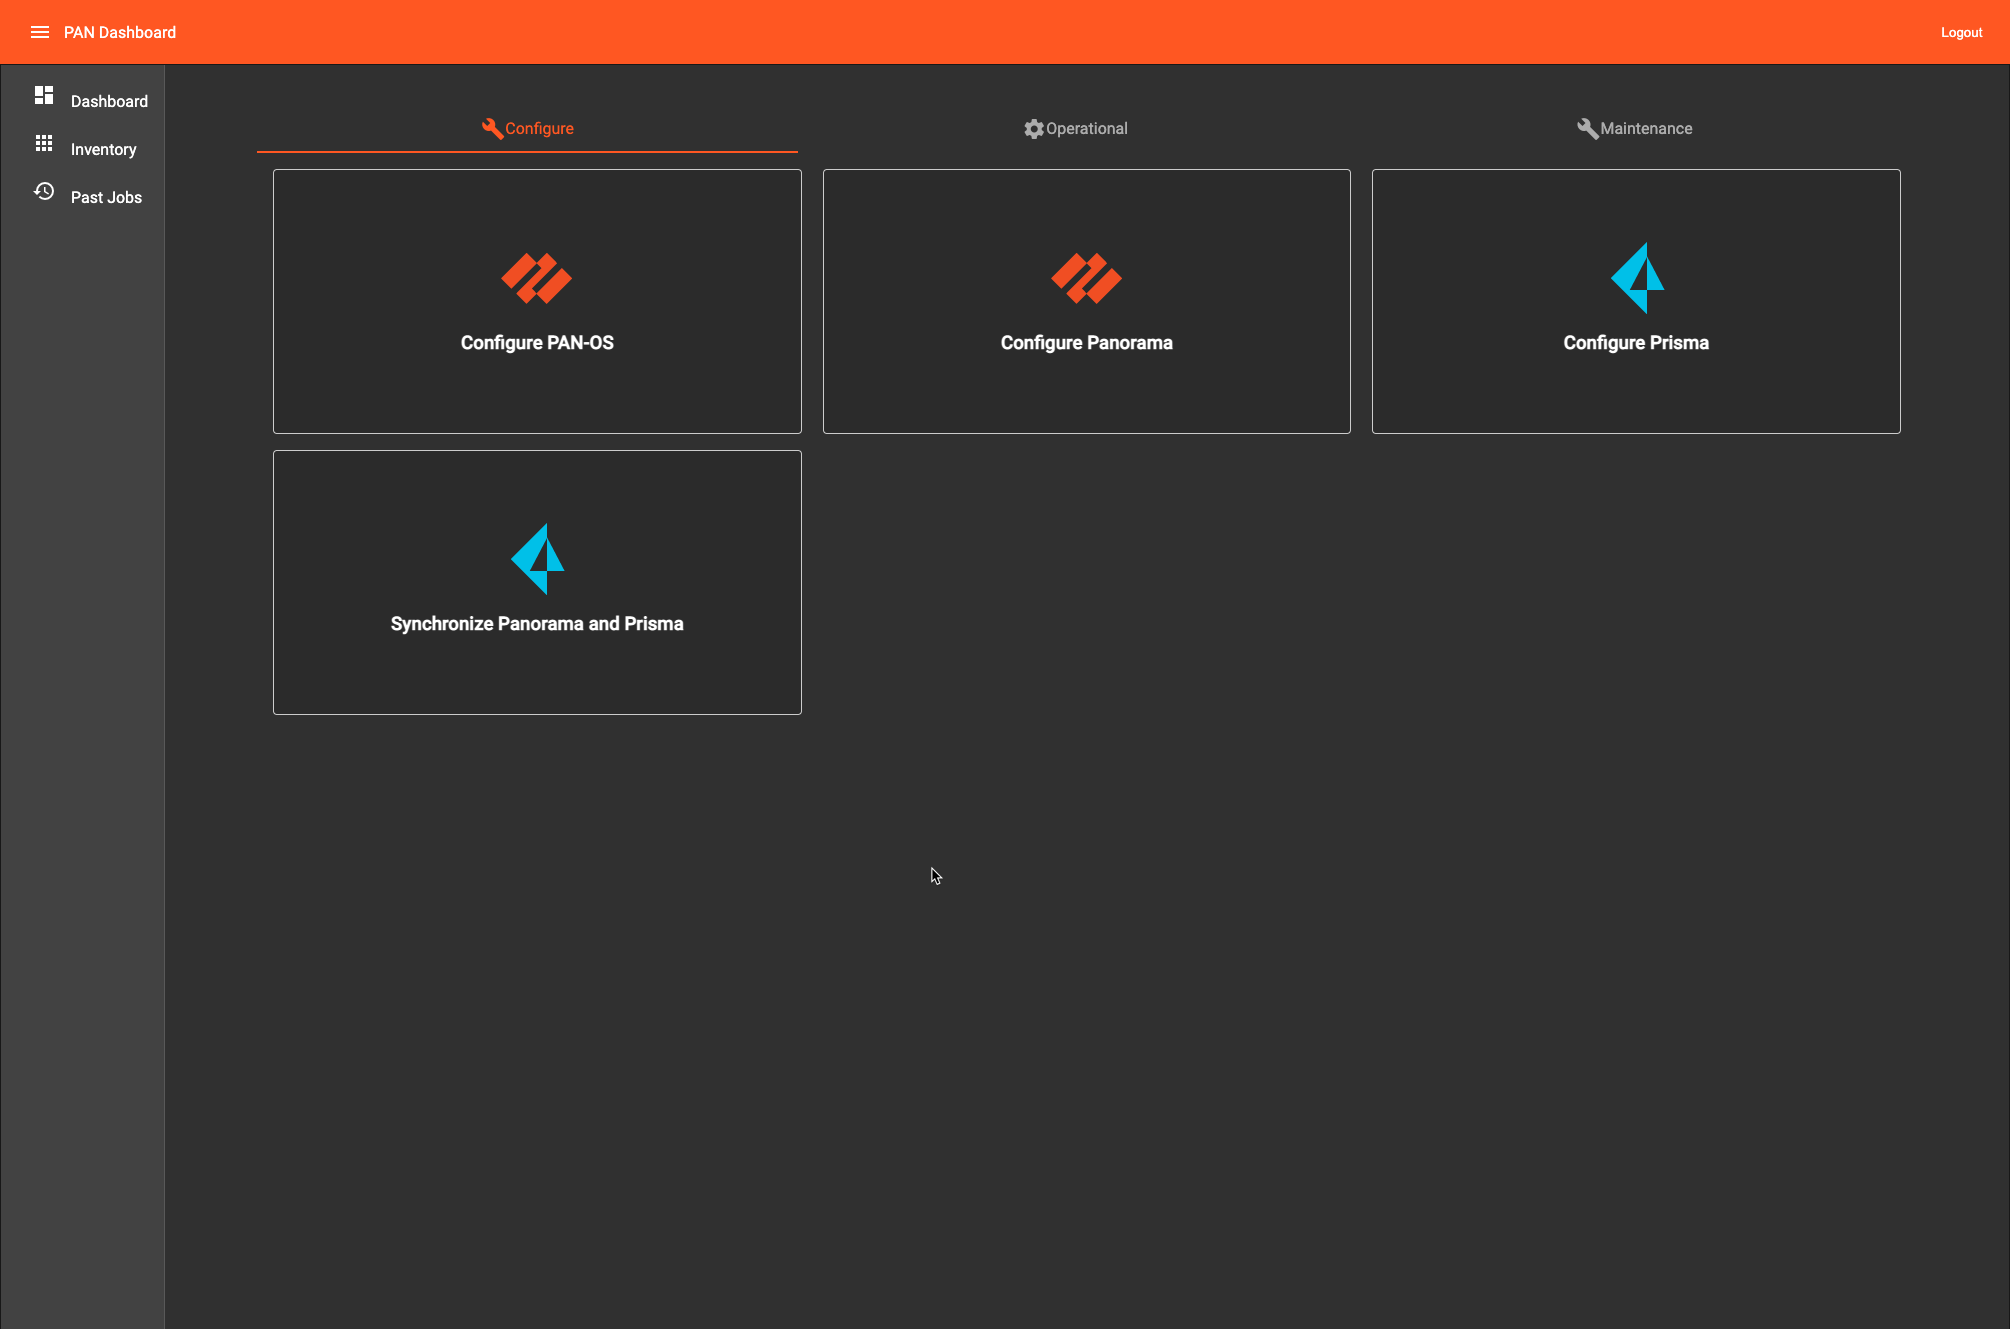 PAN Dashboard
Logout
Dashboard
Inventory
Past Jobs
Configure
Operational
Maintenance
Configure PAN-OS
Configure Panorama
Configure Prisma
Synchronize Panorama and Prisma